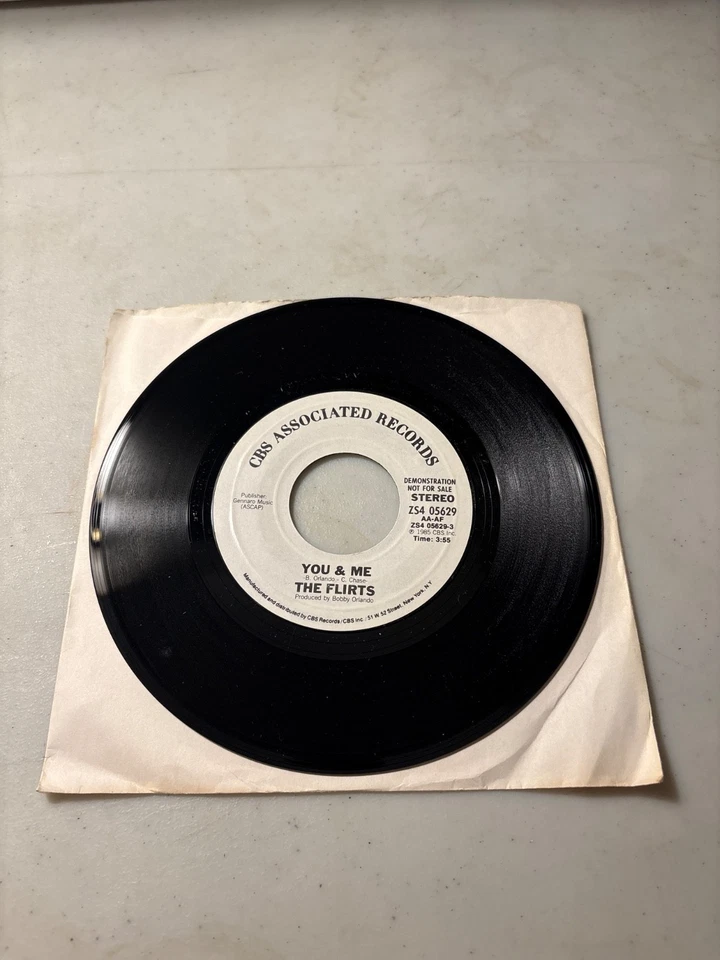 CBS ASSOCIATED RECORDS
Publisher:
Gennaro Music
(ASCAP)
DEMONSTRATION
NOT FOR SALE
STEREO
ZS4 05629
AA-AF
ZS4 05629-3
℗ 1985 CBS Inc.
Time: 3:55
YOU & ME
-B. Orlando - C. Chase-
THE FLIRTS
Produced by Bobby Orlando
Manufactured and distributed by CBS Records/CBS Inc./51 W. 52 Street, New York, N.Y.